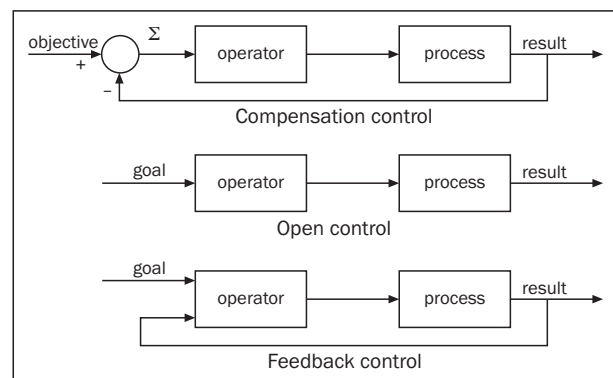 objective
+
−
Σ
operator
process
result
Compensation control
goal
operator
process
result
Open control
goal
operator
process
result
Feedback control